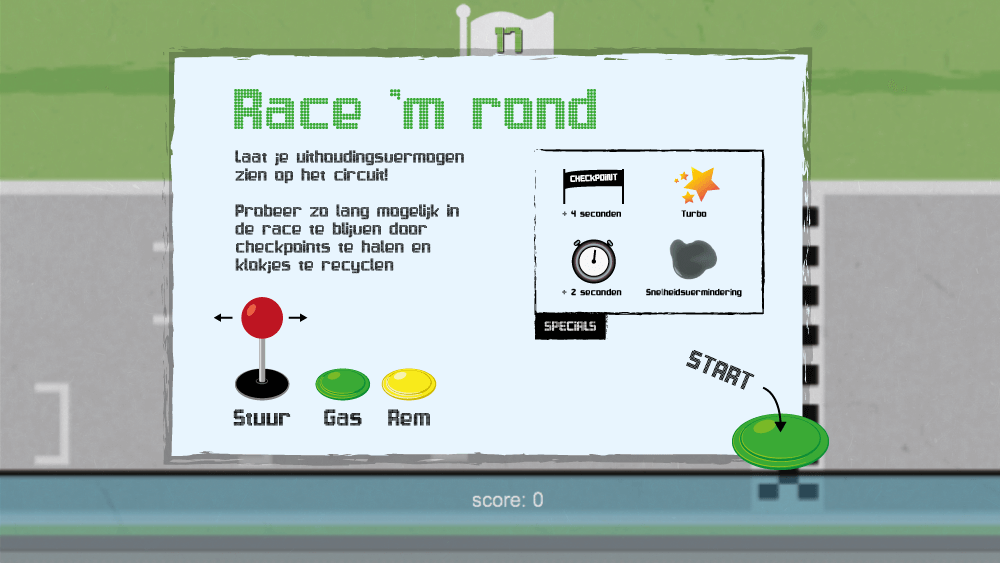 17
Race 'm rond
Laat je uithoudingsvermogen
zien op het circuit!
Probeer zo lang mogelijk in
de race te blijven door
checkpoints te halen en
klokjes te recyclen
CHECKPOINT
+ 4 seconden
Turbo
+ 2 seconden
Snelheidsvermindering
SPECIALS
Stuur
Gas
Rem
START
score: 0